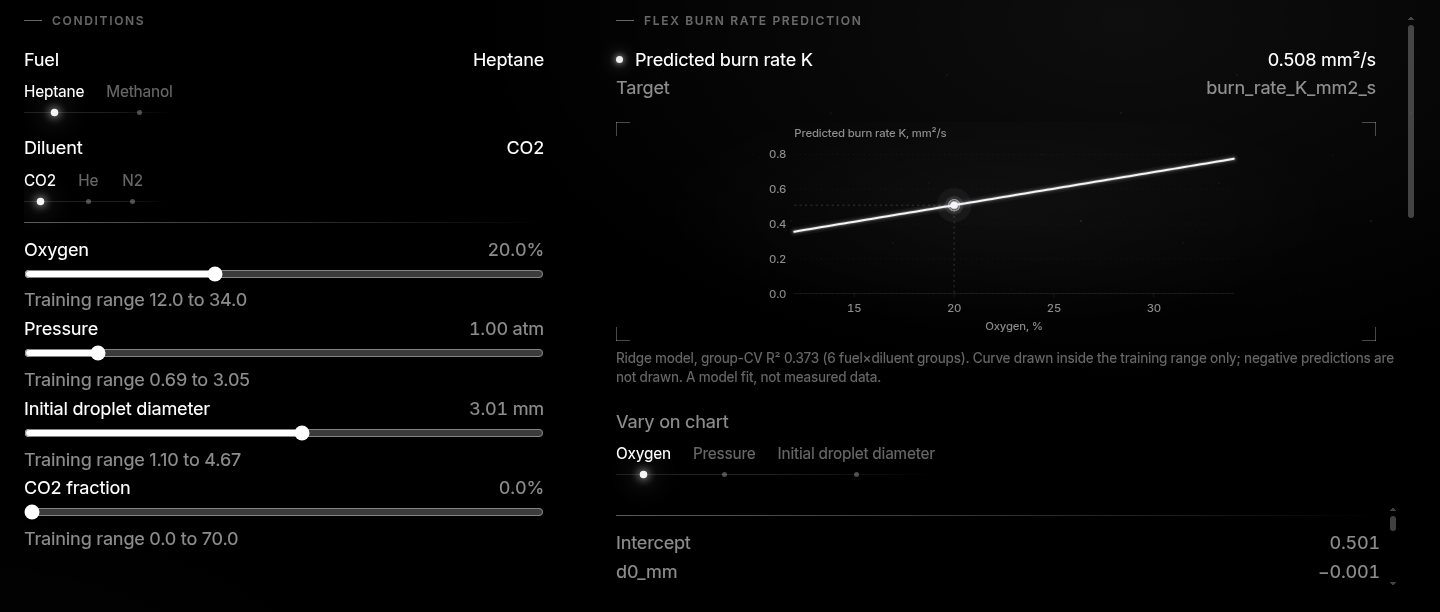 CONDITIONS
Fuel Heptane
Heptane Methanol
Diluent CO2
CO2 He N2
Oxygen 20.0%
Training range 12.0 to 34.0
Pressure 1.00 atm
Training range 0.69 to 3.05
Initial droplet diameter 3.01 mm
Training range 1.10 to 4.67
CO2 fraction 0.0%
Training range 0.0 to 70.0
FLEX BURN RATE PREDICTION
Predicted burn rate K 0.508 mm²/s
Target burn_rate_K_mm2_s
Predicted burn rate K, mm²/s
0.8
0.6
0.4
0.2
0.0
15 20 25 30
Oxygen, %
Ridge model, group-CV R² 0.373 (6 fuel×diluent groups). Curve drawn inside the training range only; negative predictions are
not drawn. A model fit, not measured data.
Vary on chart
Oxygen Pressure Initial droplet diameter
Intercept 0.501
d0_mm −0.001